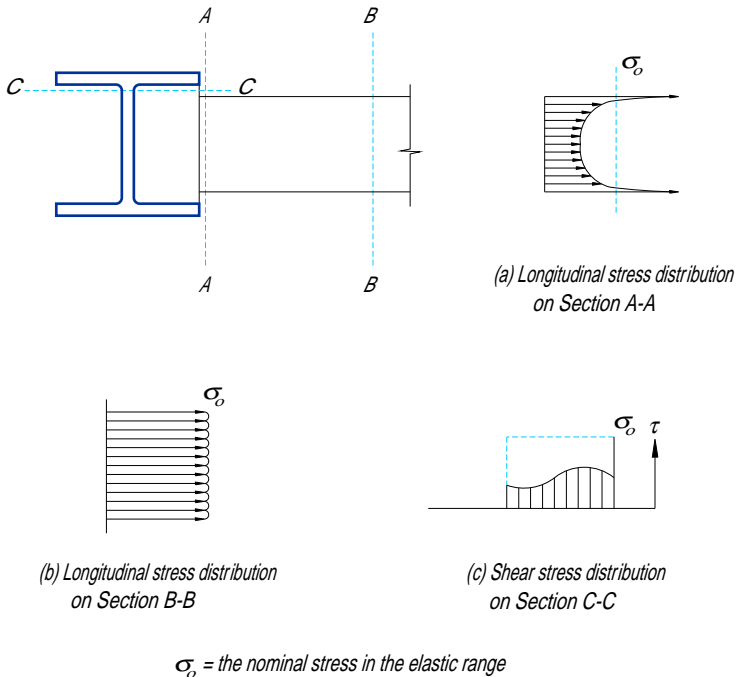 A
B
C
C
A
B
σₒ
(a) Longitudinal stress distribution
on Section A-A
σₒ
σₒ τ
(b) Longitudinal stress distribution
on Section B-B
(c) Shear stress distribution
on Section C-C
σₒ = the nominal stress in the elastic range